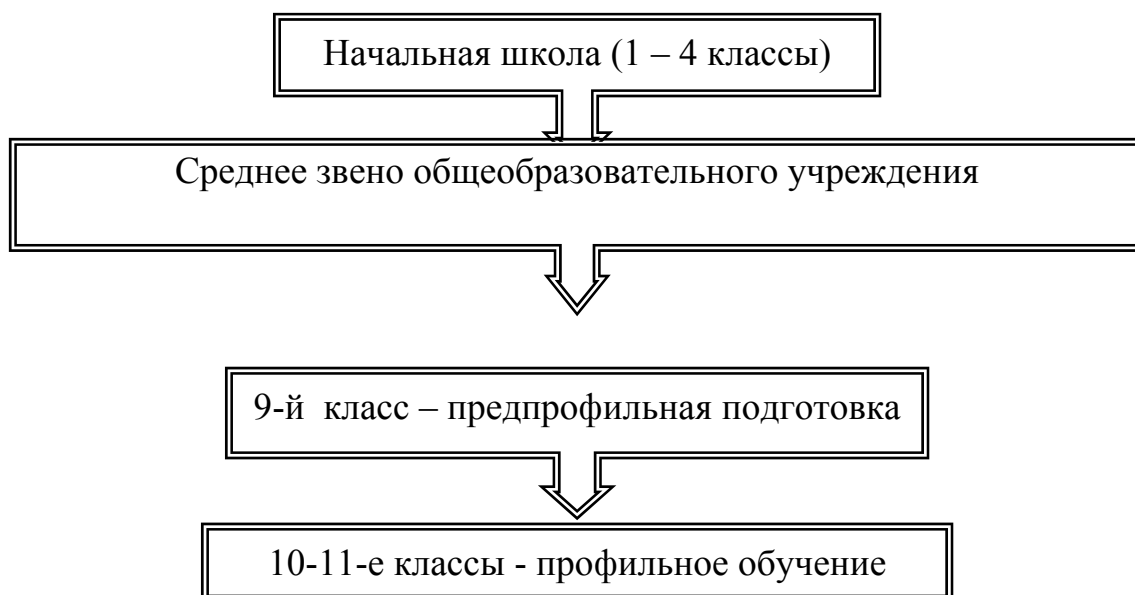 Начальная школа (1 – 4 классы)
Среднее звено общеобразовательного учреждения
9-й класс – предпрофильная подготовка
10-11-е классы - профильное обучение